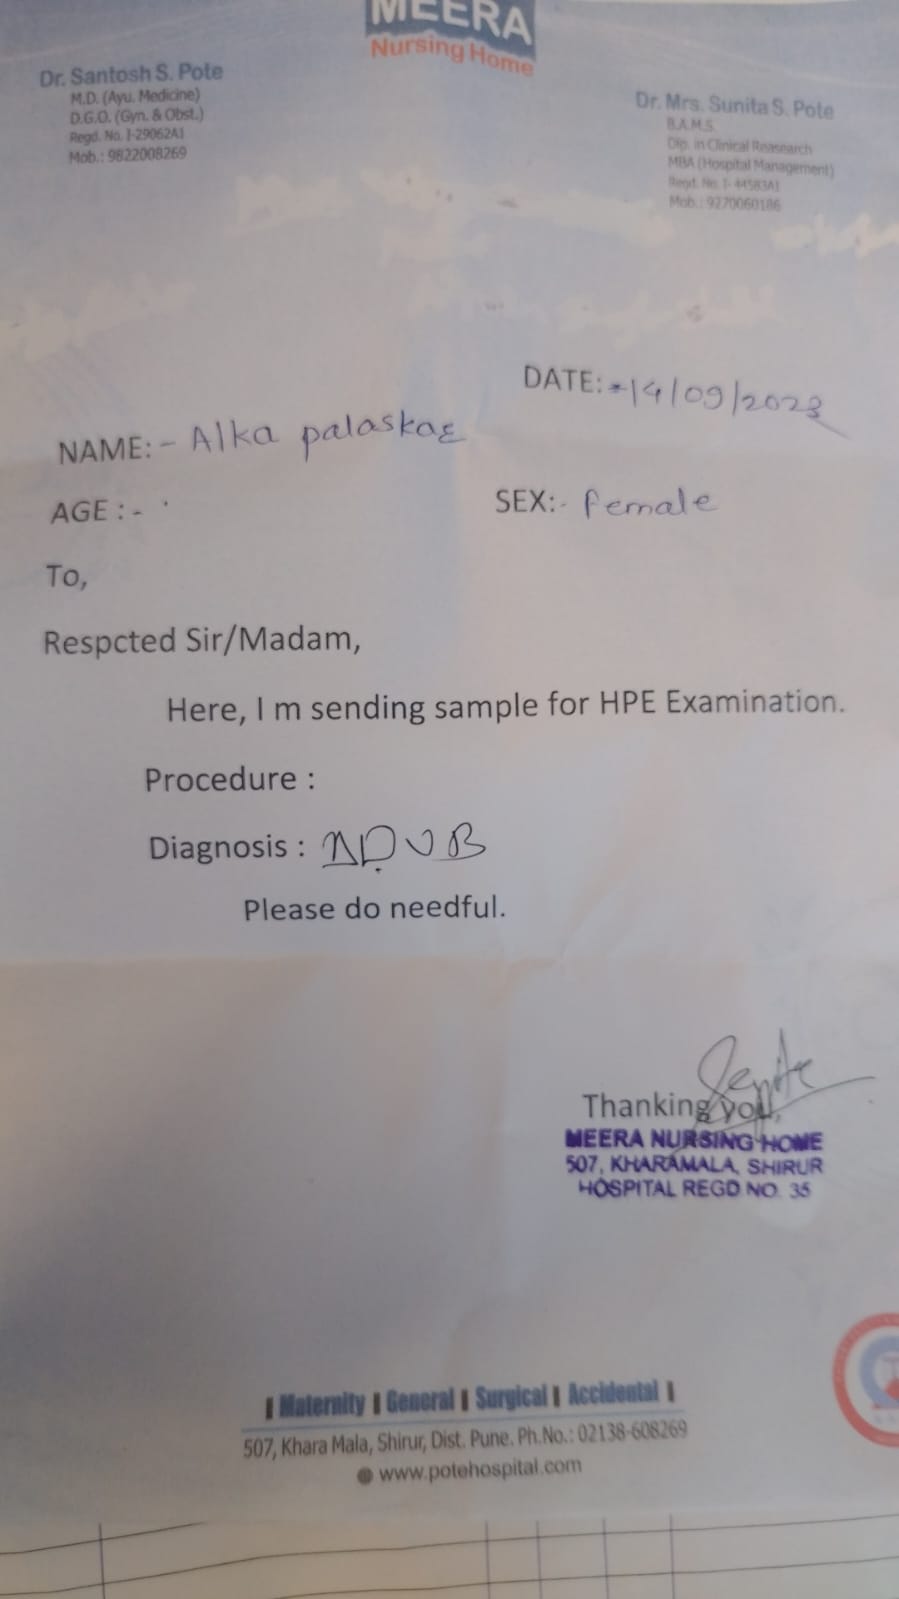 MEERA
Nursing Home
Dr. Santosh S. Pote
M.D. (Ayu. Medicine)
D.G.O. (Gyn. & Obst.)
Regd. No. I-29062A1
Mob.: 9822008269
Dr. Mrs. Sunita S. Pote
B.A.M.S.
Dip. in Clinical Reasearch
MBA (Hospital Management)
Regd. No. I- 44583A1
Mob.: 9270060186
DATE:- 14/09/2023
NAME:- Alka palaskar
AGE :-
SEX:- female
To,
Respcted Sir/Madam,
Here, I m sending sample for HPE Examination.
Procedure :
Diagnosis :
Please do needful.
Thanking you,
MEERA NURSING HOME
507, KHARAMALA, SHIRUR
HOSPITAL REGD NO. 35
| Maternity | General | Surgical | Accidental |
507, Khara Mala, Shirur, Dist. Pune. Ph.No.: 02138-608269
www.potehospital.com